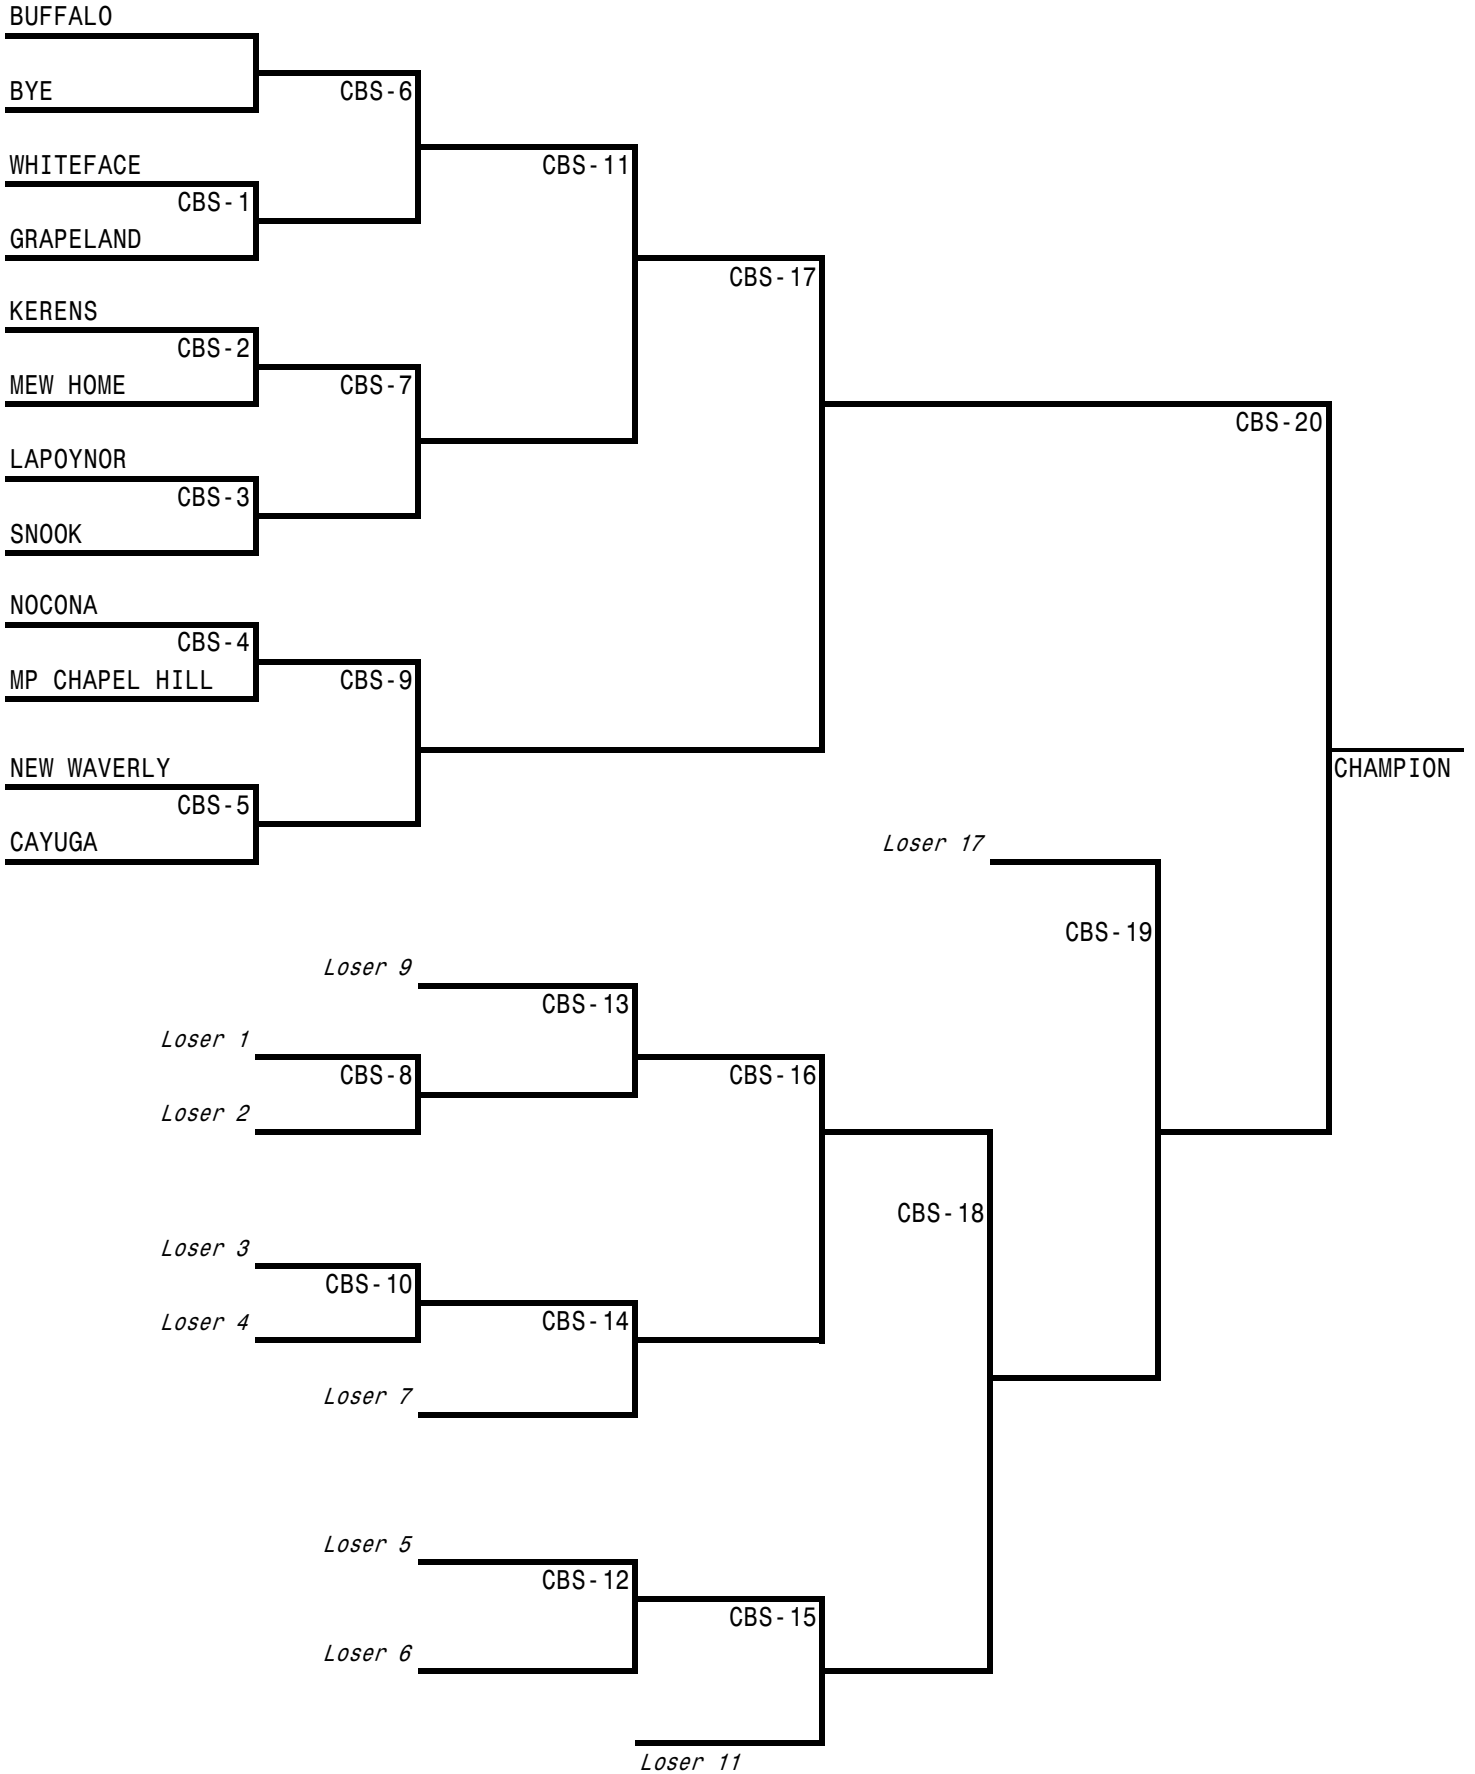 BUFFALO
BYE
CBS-6
WHITEFACE
CBS-11
CBS-1
GRAPELAND
CBS-17
KERENS
CBS-2
MEW HOME
CBS-7
CBS-20
LAPOYNOR
CBS-3
SNOOK
NOCONA
CBS-4
MP CHAPEL HILL
CBS-9
NEW WAVERLY
CHAMPION
CBS-5
CAYUGA
Loser 17
CBS-19
Loser 9
CBS-13
Loser 1
CBS-8
CBS-16
Loser 2
CBS-18
Loser 3
CBS-10
Loser 4
CBS-14
Loser 7
Loser 5
CBS-12
CBS-15
Loser 6
Loser 11